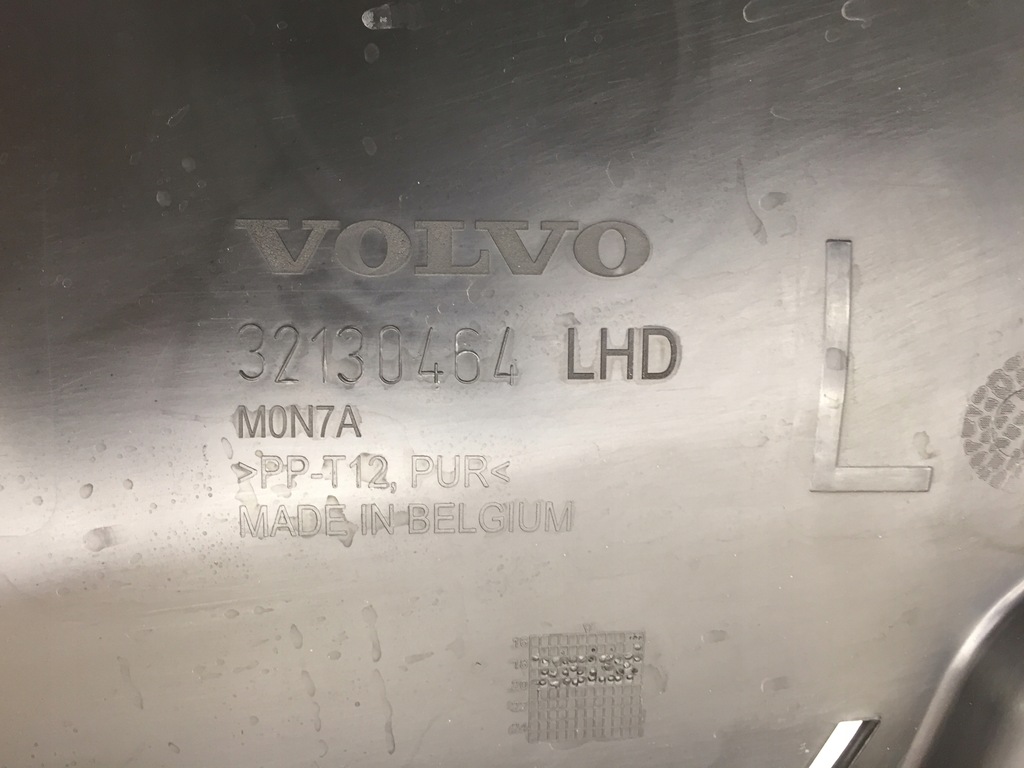 VOLVO
32130464 LHD
L
M0N7A
>PP-T12, PUR<
MADE IN BELGIUM